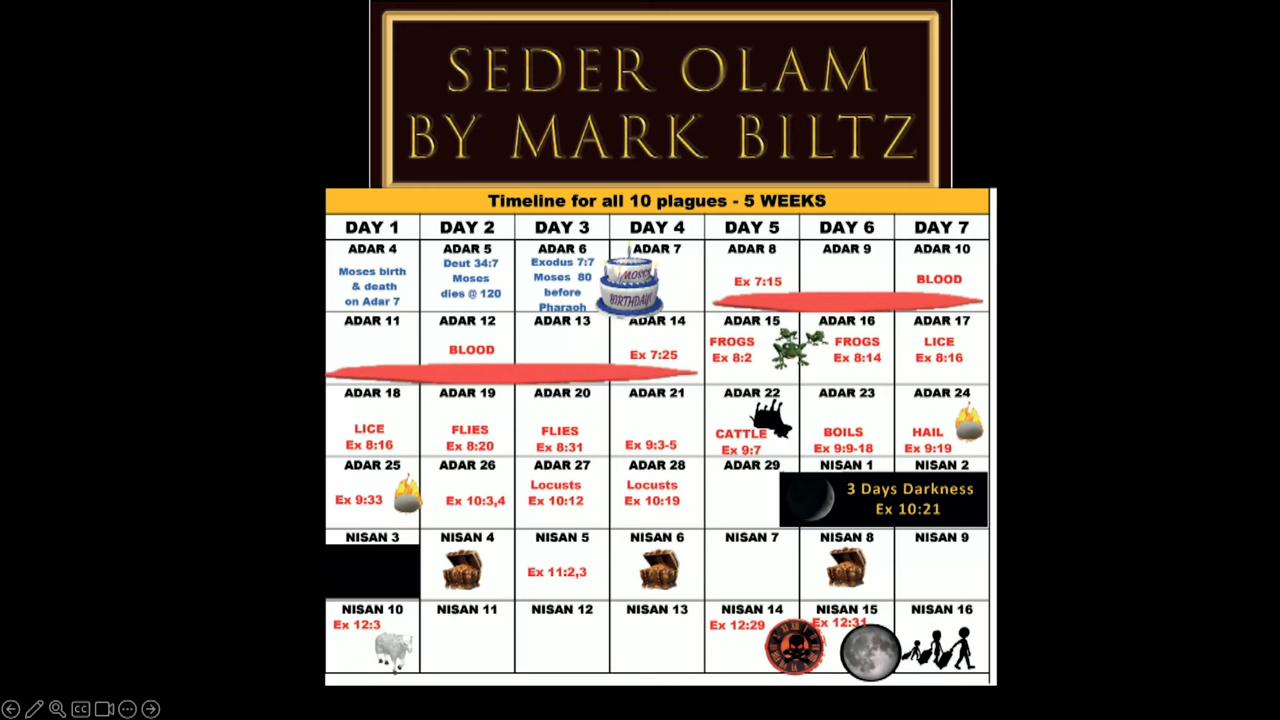 SEDER OLAM
BY MARK BILTZ
Timeline for all 10 plagues - 5 WEEKS
DAY 1 DAY 2 DAY 3 DAY 4 DAY 5 DAY 6 DAY 7
ADAR 4 ADAR 5 ADAR 6 ADAR 7 ADAR 8 ADAR 9 ADAR 10
Moses birth
& death
on Adar 7
Deut 34:7
Moses
dies @ 120
Exodus 7:7
Moses 80
before
Pharaoh
MOSES
BIRTHDAY!
Ex 7:15
BLOOD
ADAR 11 ADAR 12 ADAR 13 ADAR 14 ADAR 15 ADAR 16 ADAR 17
BLOOD
Ex 7:25
FROGS
Ex 8:2
FROGS
Ex 8:14
LICE
Ex 8:16
ADAR 18 ADAR 19 ADAR 20 ADAR 21 ADAR 22 ADAR 23 ADAR 24
LICE
Ex 8:16
FLIES
Ex 8:20
FLIES
Ex 8:31
Ex 9:3-5
CATTLE
Ex 9:7
BOILS
Ex 9:9-18
HAIL
Ex 9:19
ADAR 25 ADAR 26 ADAR 27 ADAR 28 ADAR 29 NISAN 1 NISAN 2
Ex 9:33
Ex 10:3,4
Locusts
Ex 10:12
Locusts
Ex 10:19
3 Days Darkness
Ex 10:21
NISAN 3 NISAN 4 NISAN 5 NISAN 6 NISAN 7 NISAN 8 NISAN 9
Ex 11:2,3
NISAN 10 NISAN 11 NISAN 12 NISAN 13 NISAN 14 NISAN 15 NISAN 16
Ex 12:3
Ex 12:29
Ex 12:31
CC